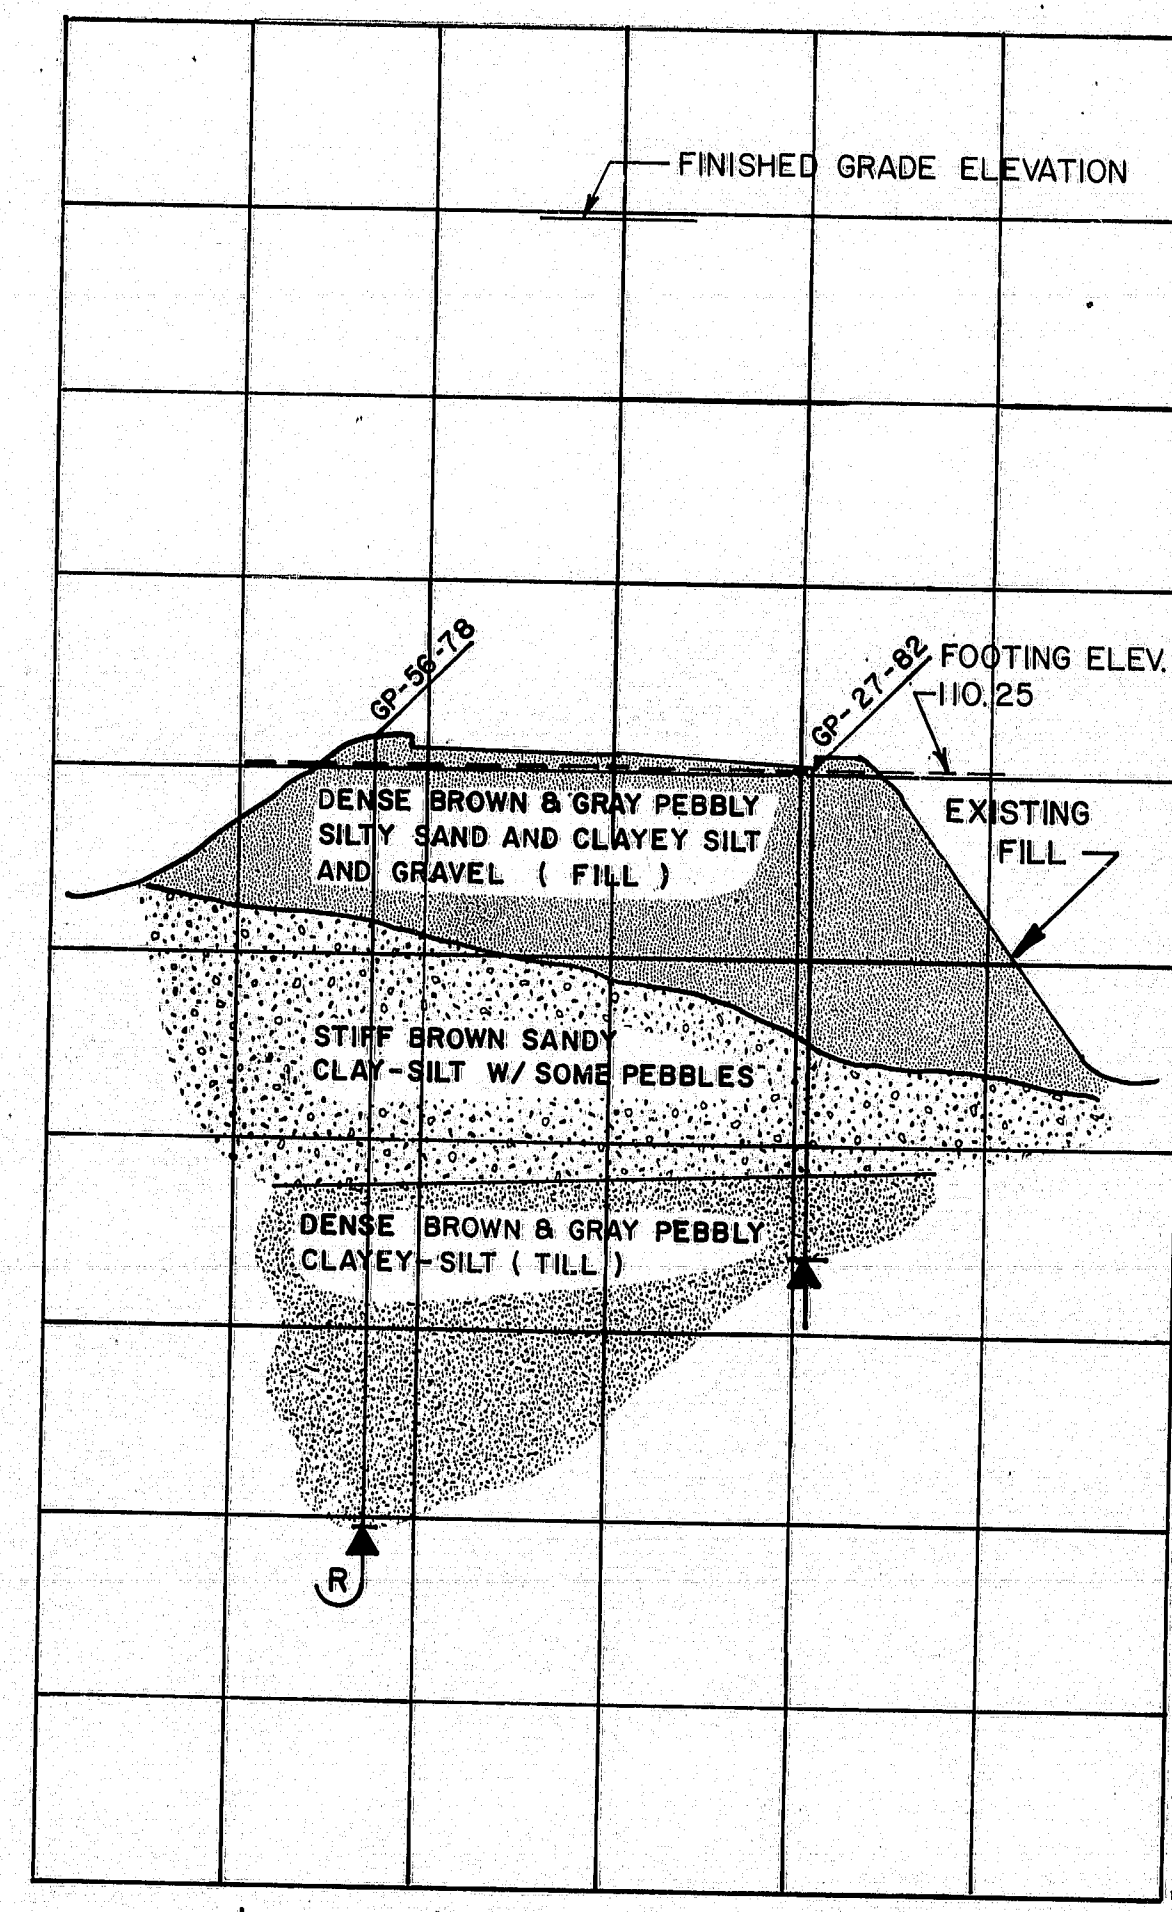 FINISHED GRADE ELEVATION
GP-56-78
GP-27-82
FOOTING ELEV.
110.25
DENSE BROWN & GRAY PEBBLY
SILTY SAND AND CLAYEY SILT
AND GRAVEL ( FILL )
EXISTING
FILL
STIFF BROWN SANDY
CLAY-SILT W/ SOME PEBBLES
DENSE BROWN & GRAY PEBBLY
CLAYEY-SILT ( TILL )
R